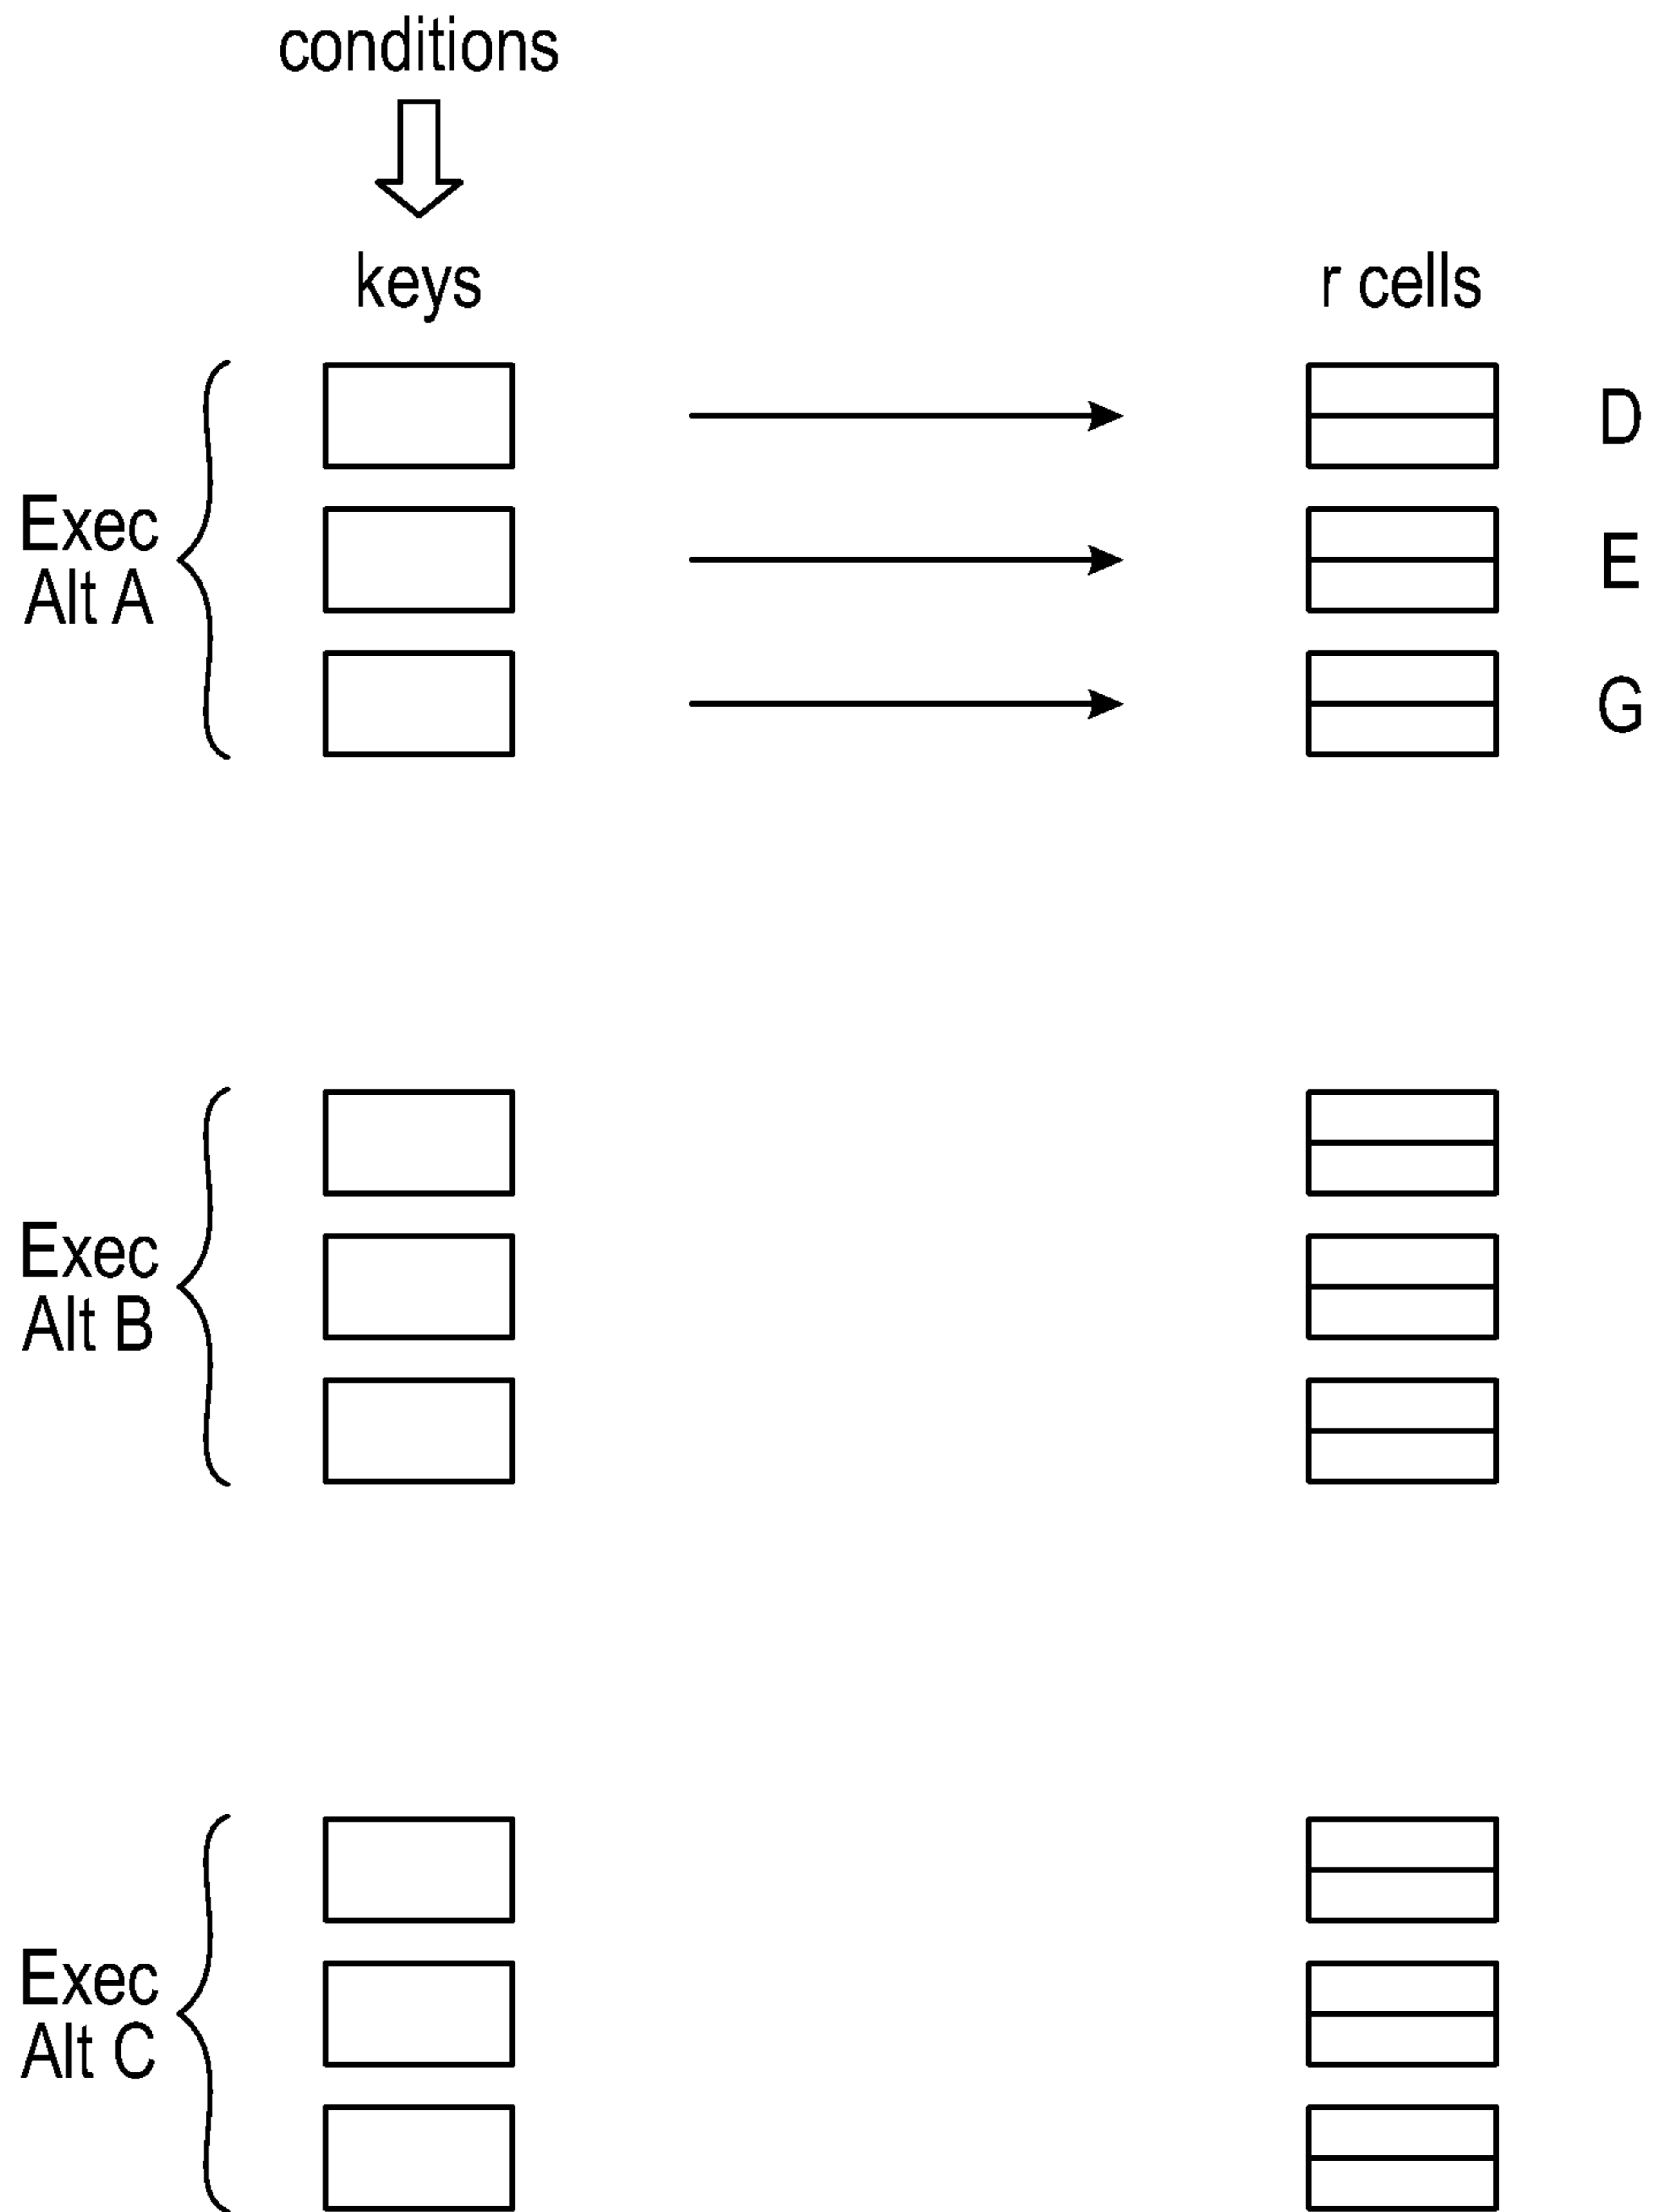 conditions
keys
r cells
Exec
Alt A
D
E
G
Exec
Alt B
Exec
Alt C